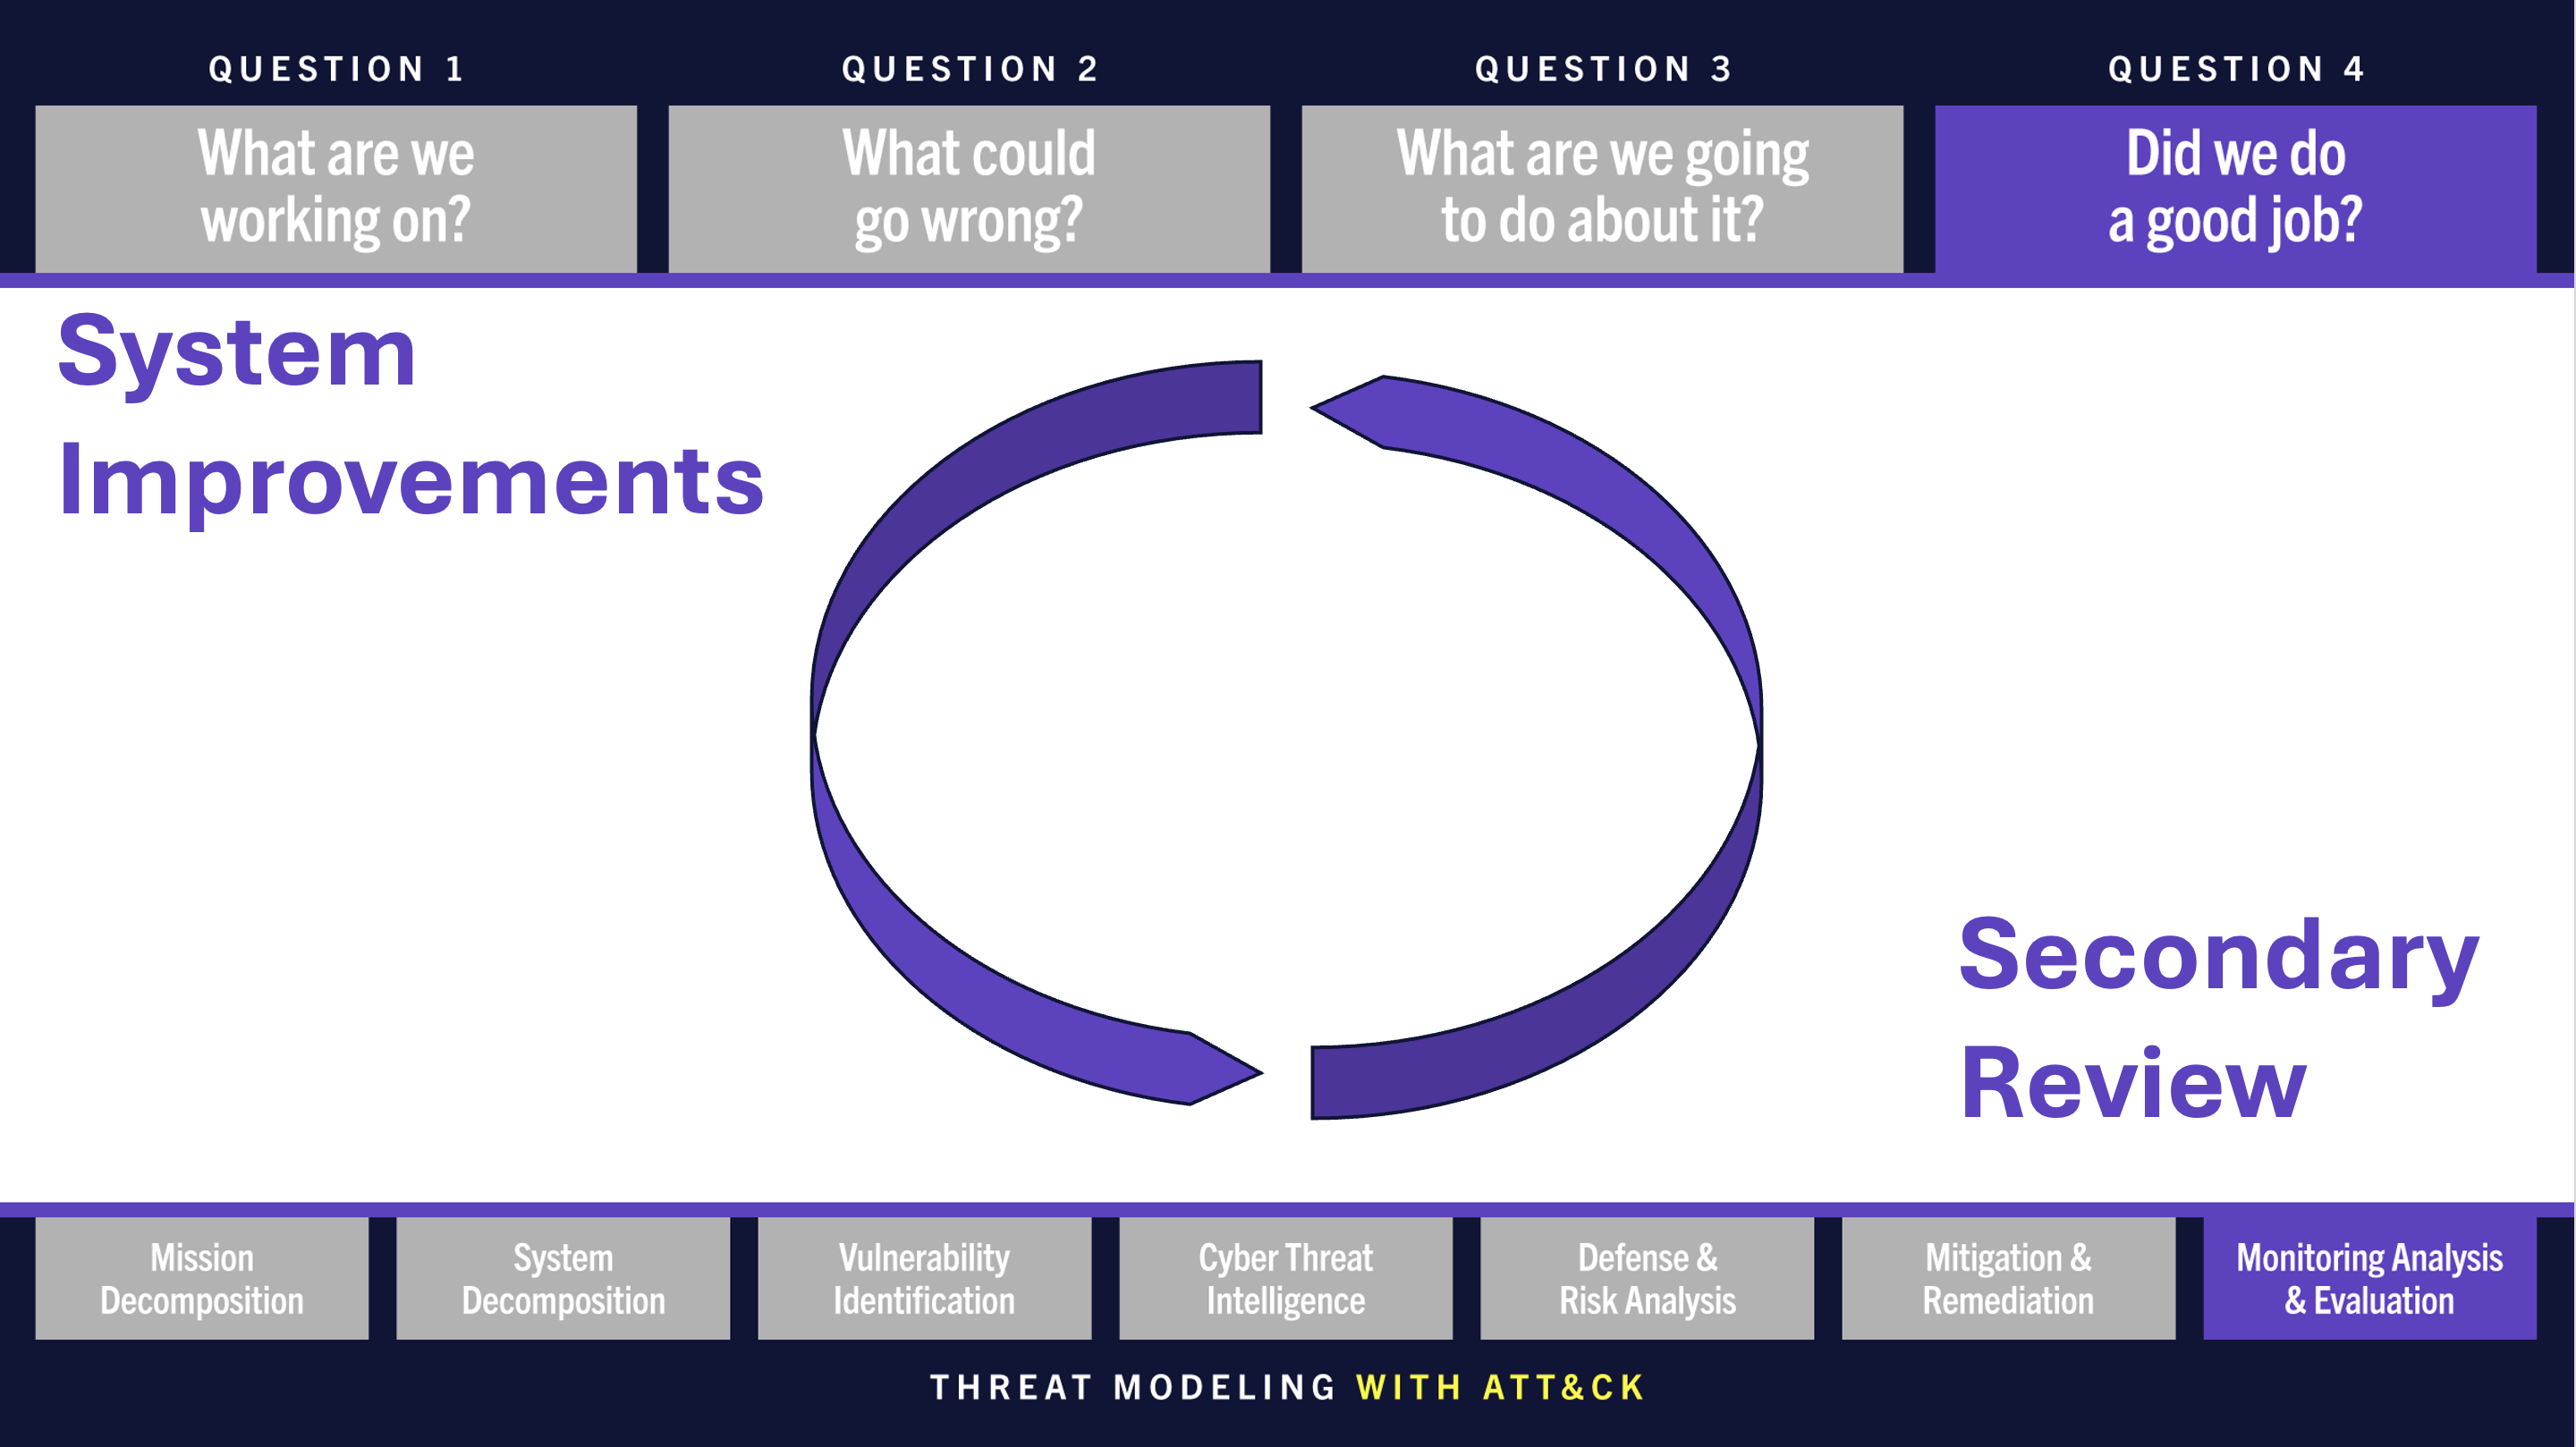 QUESTION 1
What are we
working on?
QUESTION 2
What could
go wrong?
QUESTION 3
What are we going
to do about it?
QUESTION 4
Did we do
a good job?
System
Improvements
Secondary
Review
Mission
Decomposition
System
Decomposition
Vulnerability
Identification
Cyber Threat
Intelligence
Defense &
Risk Analysis
Mitigation &
Remediation
Monitoring Analysis
& Evaluation
THREAT MODELING WITH ATT&CK